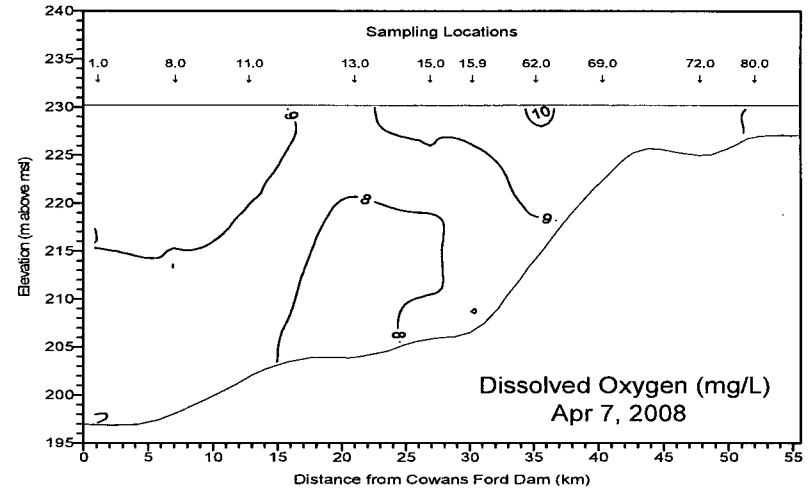 240
235
230
225
220
215
210
205
200
195
Elevation (m above msl)
Sampling Locations
1.0 8.0 11.0 13.0 15.0 15.9 62.0 69.0 72.0 80.0
9
10
8
9
8
Dissolved Oxygen (mg/L)
Apr 7, 2008
0 5 10 15 20 25 30 35 40 45 50 55
Distance from Cowans Ford Dam (km)